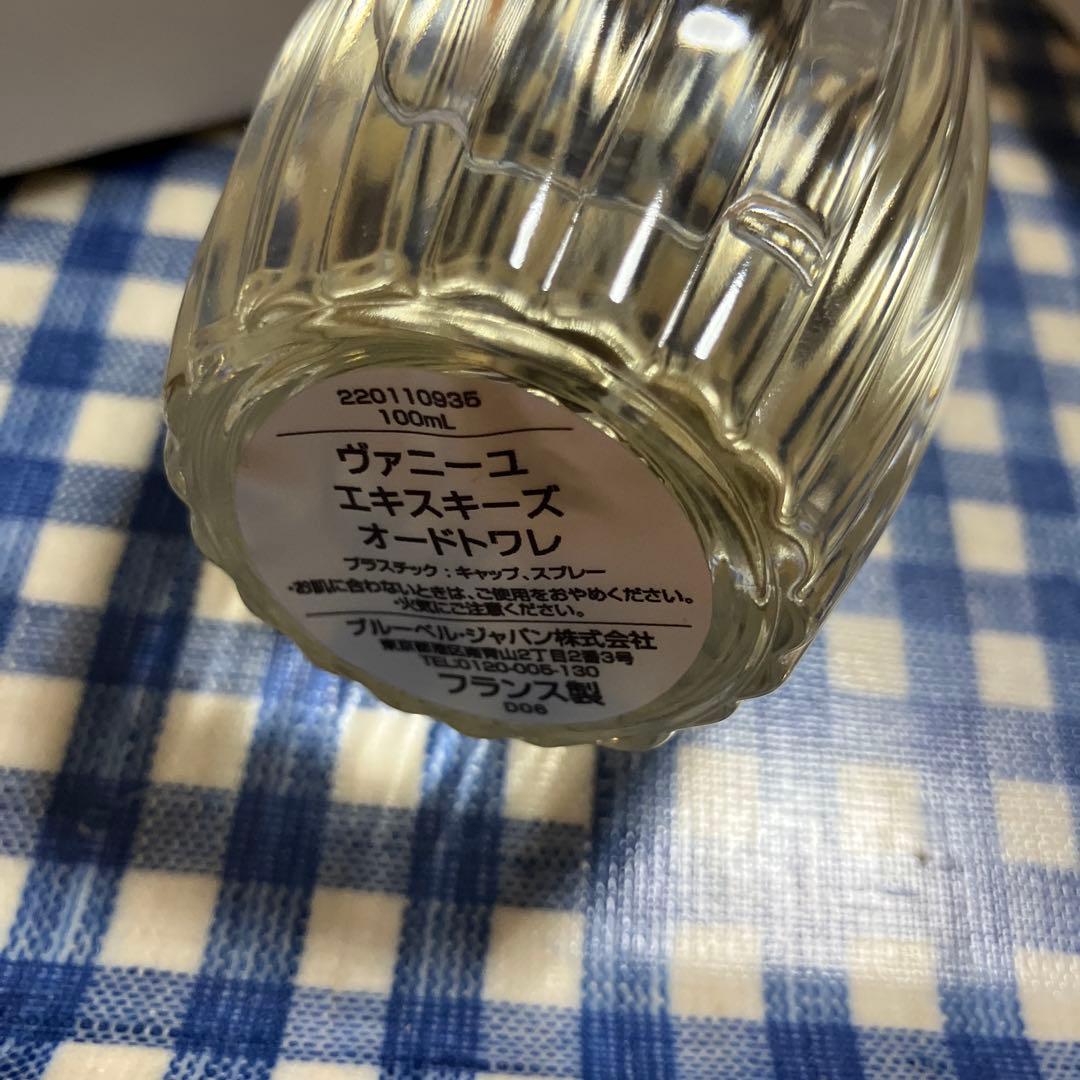 220110935
100mL
ヴァニーユ
エキスキーズ
オードトワレ
プラスチック：キャップ、スプレー
・お肌に合わないときは、ご使用をおやめください。
・火気にご注意ください。
ブルーベル・ジャパン株式会社
東京都港区南青山2丁目2番3号
TEL:0120-005-130
フランス製
D06